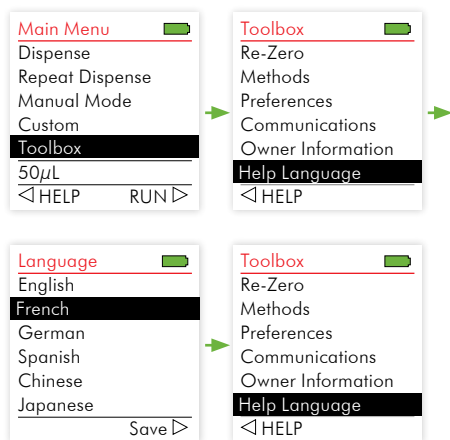 Main Menu
Dispense
Repeat Dispense
Manual Mode
Custom
Toolbox
50µL
◁ HELP RUN ▷
Toolbox
Re-Zero
Methods
Preferences
Communications
Owner Information
Help Language
◁ HELP
Language
English
French
German
Spanish
Chinese
Japanese
Save ▷
Toolbox
Re-Zero
Methods
Preferences
Communications
Owner Information
Help Language
◁ HELP